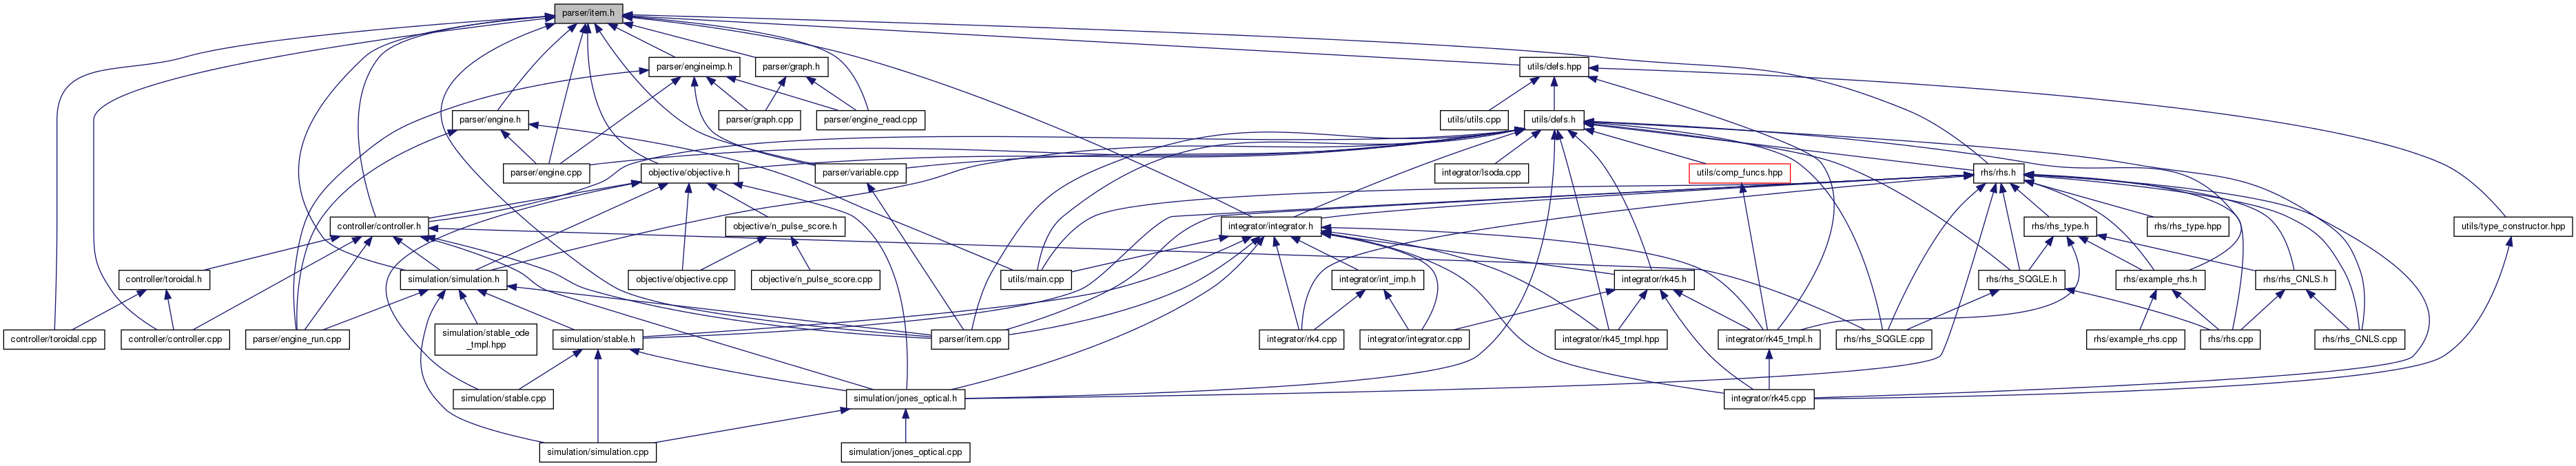 parser/item.h
parser/engineimp.h
parser/graph.h
utils/defs.hpp
parser/engine.h
parser/graph.cpp
parser/engine_read.cpp
utils/utils.cpp
utils/defs.h
parser/engine.cpp
objective/objective.h
parser/variable.cpp
integrator/lsoda.cpp
utils/comp_funcs.hpp
rhs/rhs.h
controller/controller.h
objective/n_pulse_score.h
integrator/integrator.h
rhs/rhs_type.h
rhs/rhs_type.hpp
utils/type_constructor.hpp
controller/toroidal.h
simulation/simulation.h
objective/objective.cpp
objective/n_pulse_score.cpp
utils/main.cpp
integrator/int_imp.h
integrator/rk45.h
rhs/rhs_SQGLE.h
rhs/example_rhs.h
rhs/rhs_CNLS.h
controller/toroidal.cpp
controller/controller.cpp
parser/engine_run.cpp
simulation/stable_ode
_tmpl.hpp
simulation/stable.h
parser/item.cpp
integrator/rk4.cpp
integrator/integrator.cpp
integrator/rk45_tmpl.hpp
integrator/rk45_tmpl.h
rhs/rhs_SQGLE.cpp
rhs/example_rhs.cpp
rhs/rhs.cpp
rhs/rhs_CNLS.cpp
simulation/stable.cpp
simulation/jones_optical.h
integrator/rk45.cpp
simulation/simulation.cpp
simulation/jones_optical.cpp